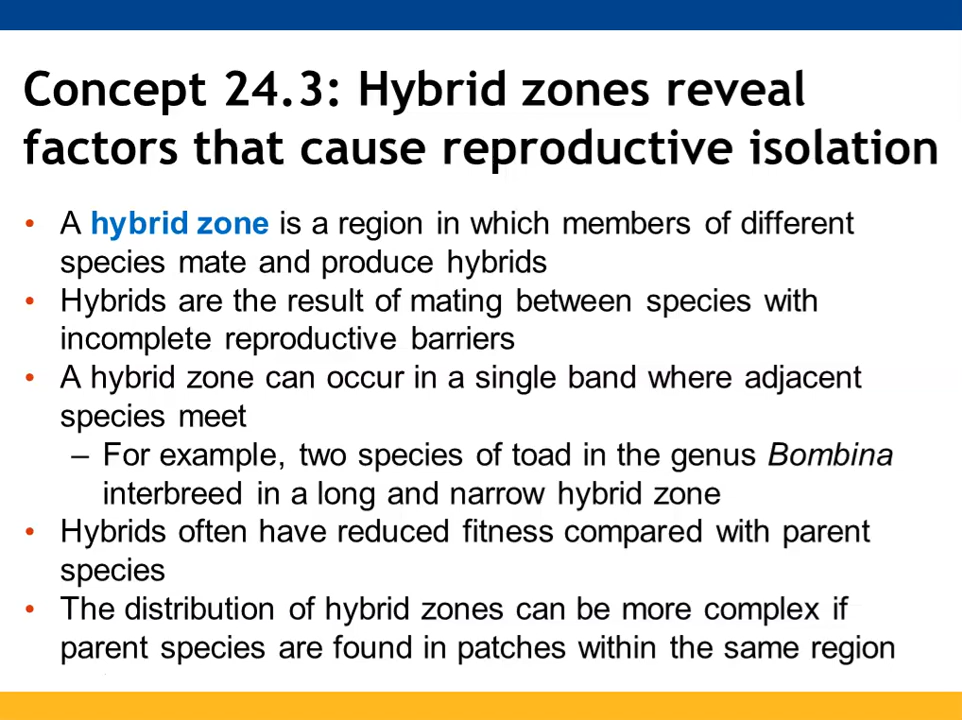 Concept 24.3: Hybrid zones reveal
factors that cause reproductive isolation
• A hybrid zone is a region in which members of different
species mate and produce hybrids
• Hybrids are the result of mating between species with
incomplete reproductive barriers
• A hybrid zone can occur in a single band where adjacent
species meet
– For example, two species of toad in the genus Bombina
interbreed in a long and narrow hybrid zone
• Hybrids often have reduced fitness compared with parent
species
• The distribution of hybrid zones can be more complex if
parent species are found in patches within the same region